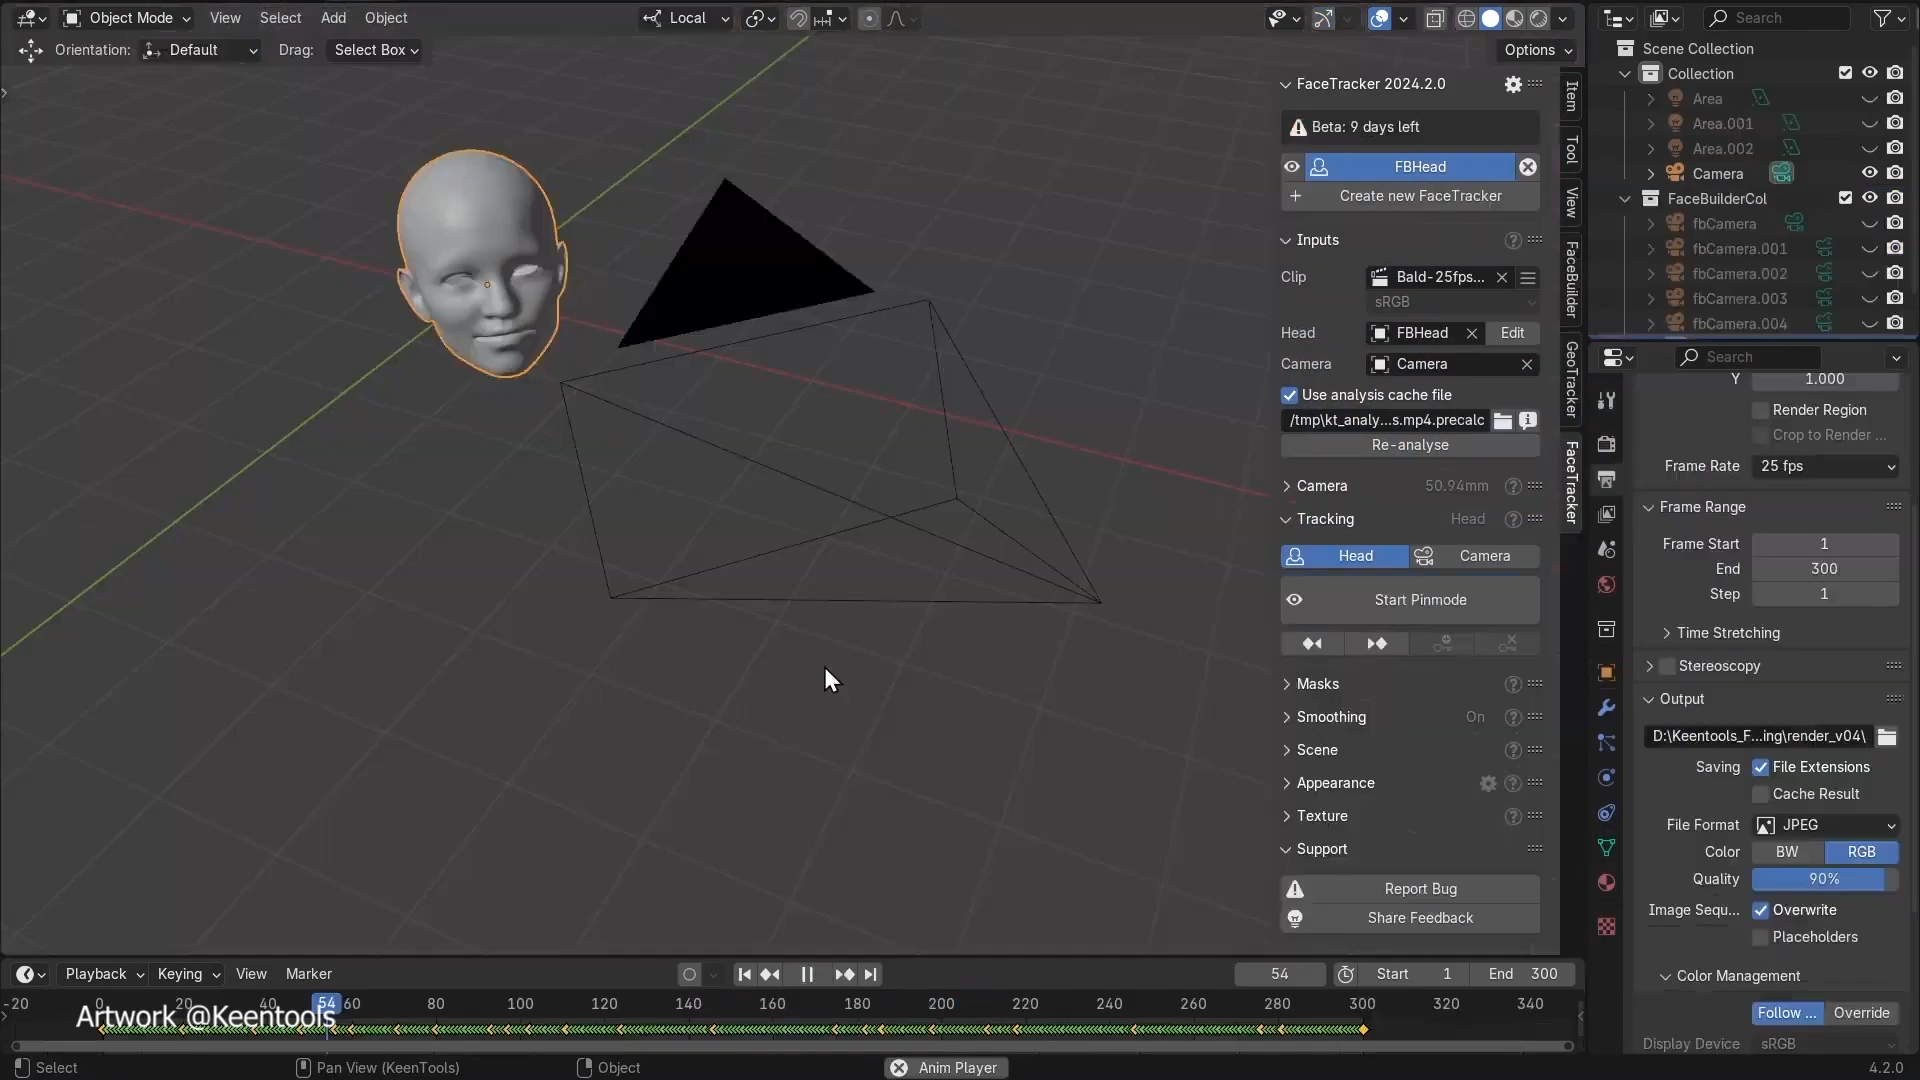 Object Mode View Select Add Object Local
Orientation: Default Drag: Select Box Options
FaceTracker 2024.2.0
Beta: 9 days left
FBHead
Create new FaceTracker
Inputs
Clip Bald-25fps...
sRGB
Head FBHead Edit
Camera Camera
Use analysis cache file
/tmp\kt_analy...s.mp4.precalc
Re-analyse
Camera 50.94mm
Tracking Head
Head Camera
Start Pinmode
Masks
Smoothing On
Scene
Appearance
Texture
Support
Report Bug
Share Feedback
Item
Tool
View
FaceBuilder
GeoTracker
FaceTracker
Search
Scene Collection
Collection
Area
Area.001
Area.002
Camera
FaceBuilderCol
fbCamera
fbCamera.001
fbCamera.002
fbCamera.003
fbCamera.004
Search
Y 1.000
Render Region
Crop to Render ...
Frame Rate 25 fps
Frame Range
Frame Start 1
End 300
Step 1
Time Stretching
Stereoscopy
Output
D:\Keentools_F...ing\render_v04\
Saving File Extensions
Cache Result
File Format JPEG
Color BW RGB
Quality 90%
Image Sequ... Overwrite
Placeholders
Color Management
Follow ... Override
Display Device sRGB
Playback Keying View Marker 54 Start 1 End 300
-20 0 20 40 54 60 80 100 120 140 160 180 200 220 240 260 280 300 320 340
Artwork @Keentools
Select Pan View (KeenTools) Object Anim Player 4.2.0